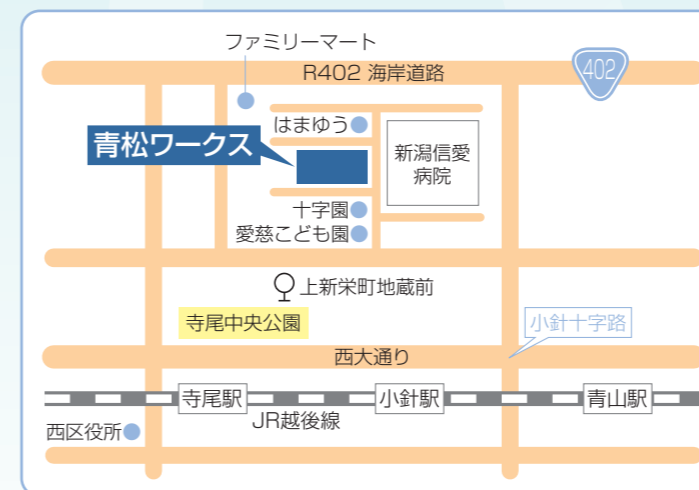 ファミリーマート
R402 海岸道路
402
はまゆう
青松ワークス
新潟信愛
病院
十字園
愛慈こども園
上新栄町地蔵前
寺尾中央公園
小針十字路
西大通り
寺尾駅
小針駅
青山駅
JR越後線
西区役所